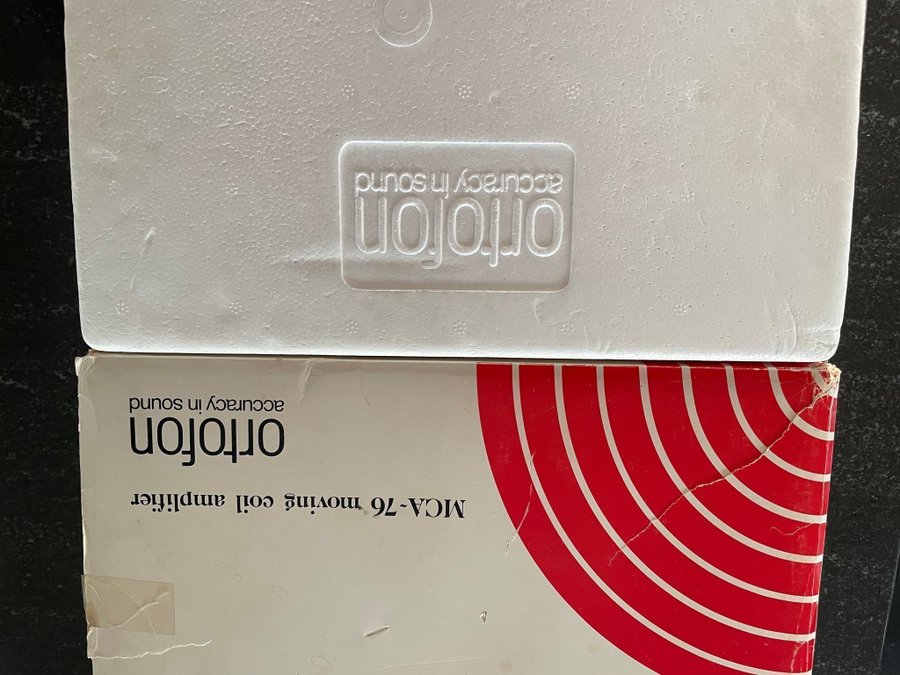 ortofon
accuracy in sound
MCA-76 moving coil amplifier
ortofon
accuracy in sound